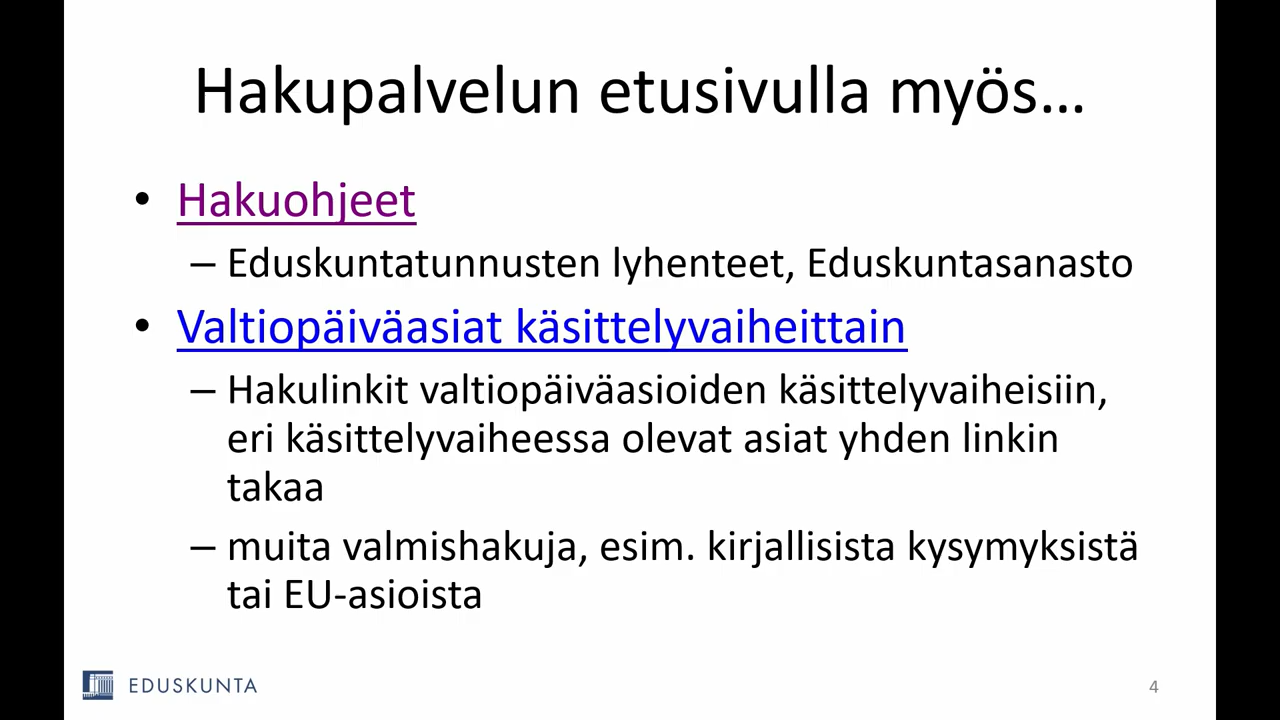 Hakupalvelun etusivulla myös…
• Hakuohjeet
– Eduskuntatunnusten lyhenteet, Eduskuntasanasto
• Valtiopäiväasiat käsittelyvaiheittain
– Hakulinkit valtiopäiväasioiden käsittelyvaiheisiin,
eri käsittelyvaiheessa olevat asiat yhden linkin
takaa
– muita valmishakuja, esim. kirjallisista kysymyksistä
tai EU-asioista
EDUSKUNTA
4